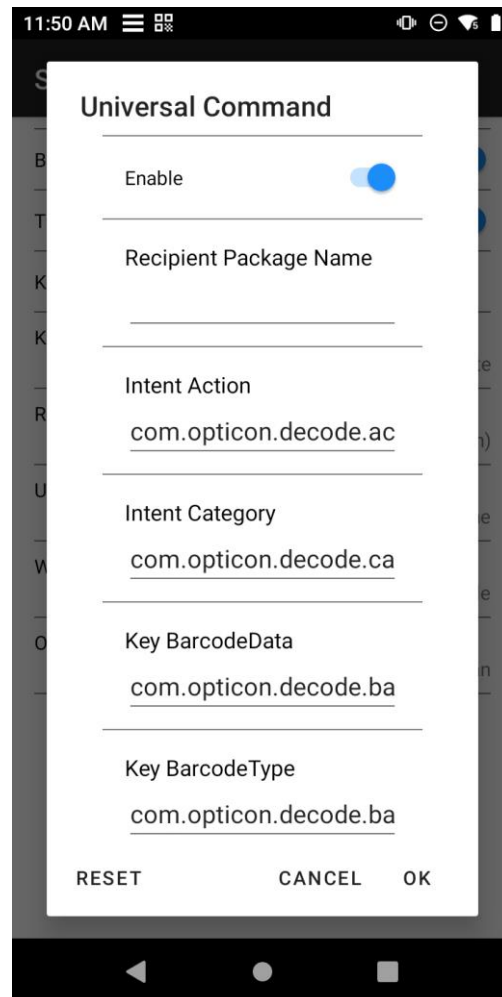 11:50 AM
Universal Command
Enable
Recipient Package Name
Intent Action
com.opticon.decode.ac
Intent Category
com.opticon.decode.ca
Key BarcodeData
com.opticon.decode.ba
Key BarcodeType
com.opticon.decode.ba
RESET CANCEL OK